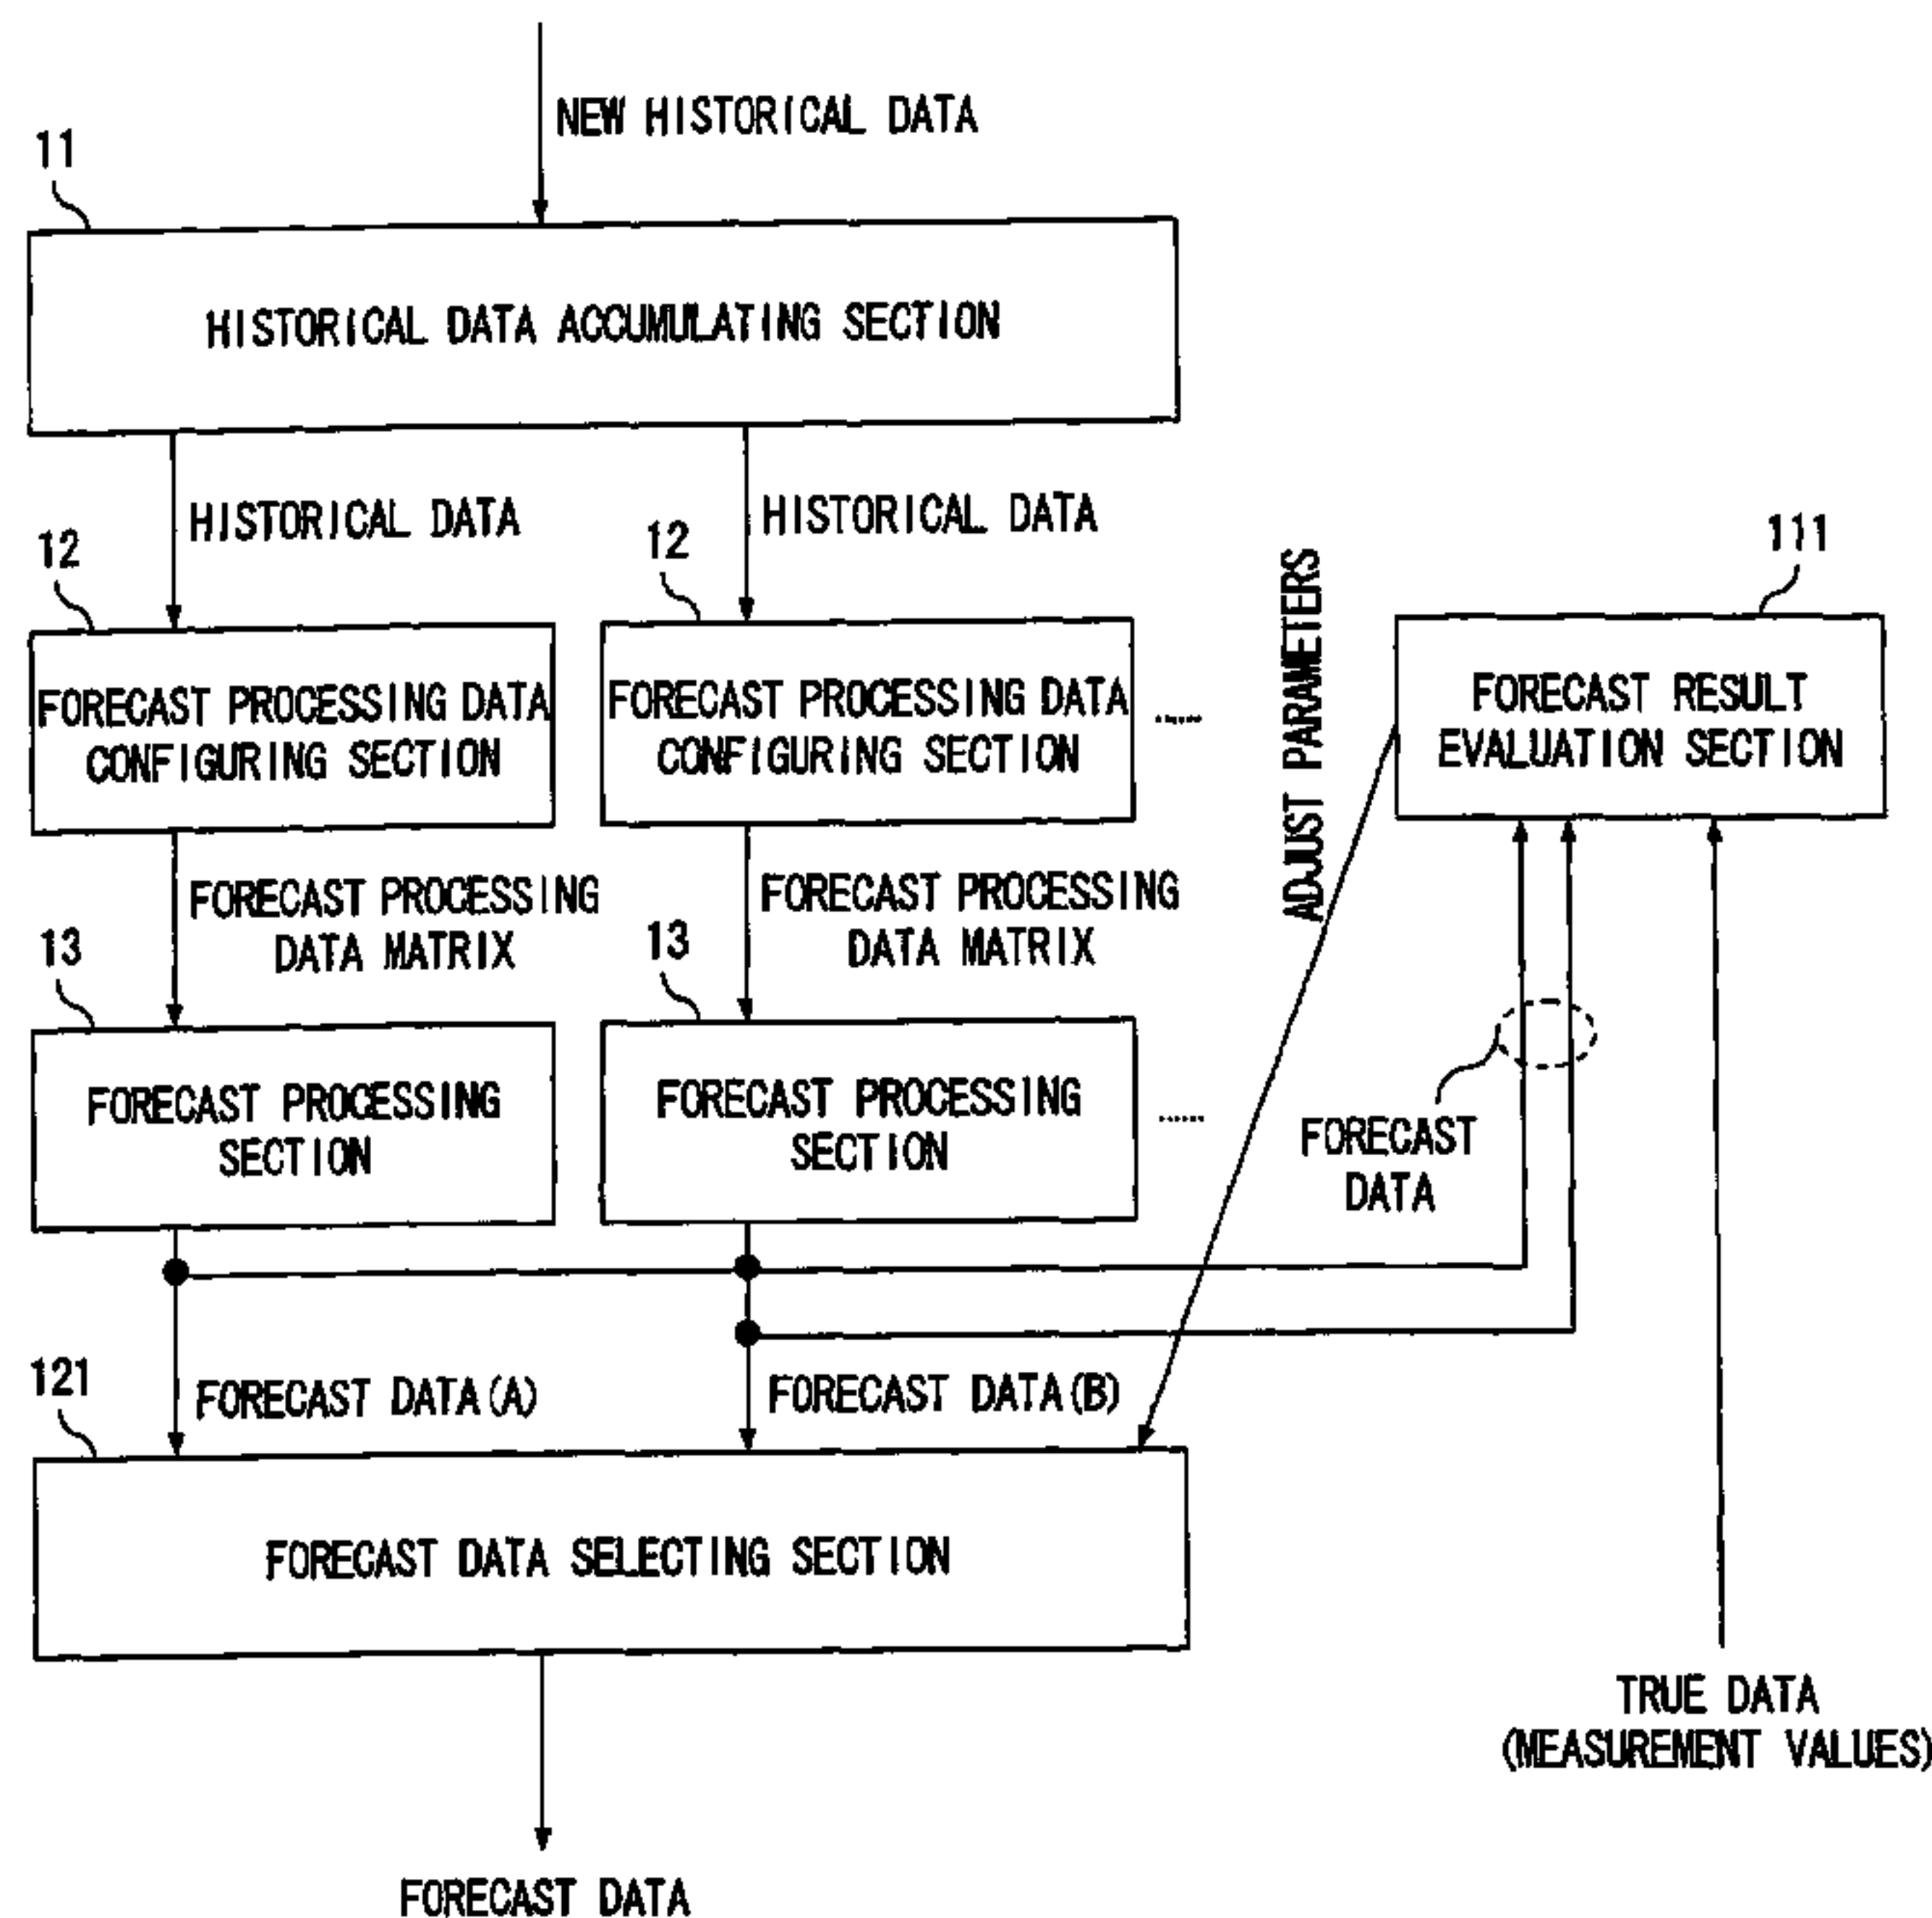 NEW HISTORICAL DATA
11
HISTORICAL DATA ACCUMULATING SECTION
HISTORICAL DATA
HISTORICAL DATA
12
12
111
FORECAST PROCESSING DATA
CONFIGURING SECTION
FORECAST PROCESSING DATA
CONFIGURING SECTION
......
ADJUST PARAMETERS
FORECAST RESULT
EVALUATION SECTION
FORECAST PROCESSING
DATA MATRIX
FORECAST PROCESSING
DATA MATRIX
13
13
FORECAST PROCESSING
SECTION
FORECAST PROCESSING
SECTION
......
FORECAST
DATA
121
FORECAST DATA(A)
FORECAST DATA(B)
FORECAST DATA SELECTING SECTION
TRUE DATA
(MEASUREMENT VALUES)
FORECAST DATA